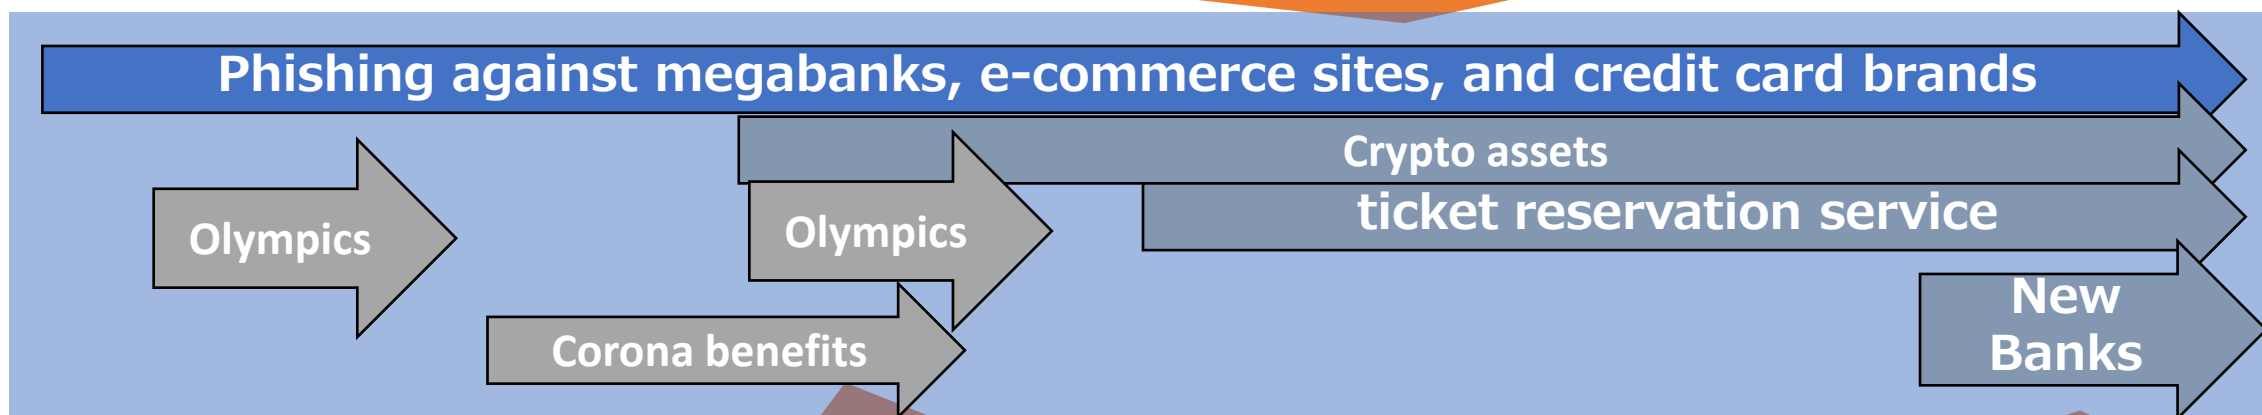 Phishing against megabanks, e-commerce sites, and credit card brands
Crypto assets
ticket reservation service
Olympics
Olympics
Corona benefits
New
Banks